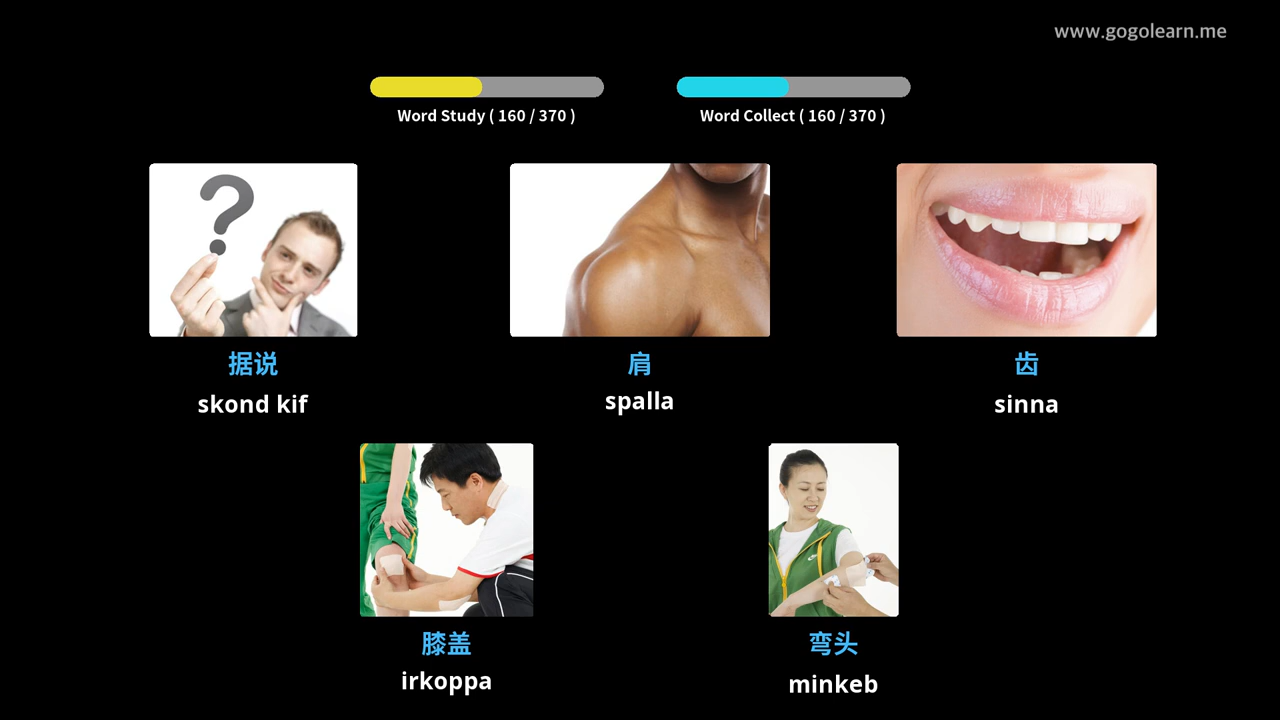 www.gogolearn.me
Word Study ( 160 / 370 )
Word Collect ( 160 / 370 )
据说
skond kif
肩
spalla
齿
sinna
膝盖
irkoppa
弯头
minkeb